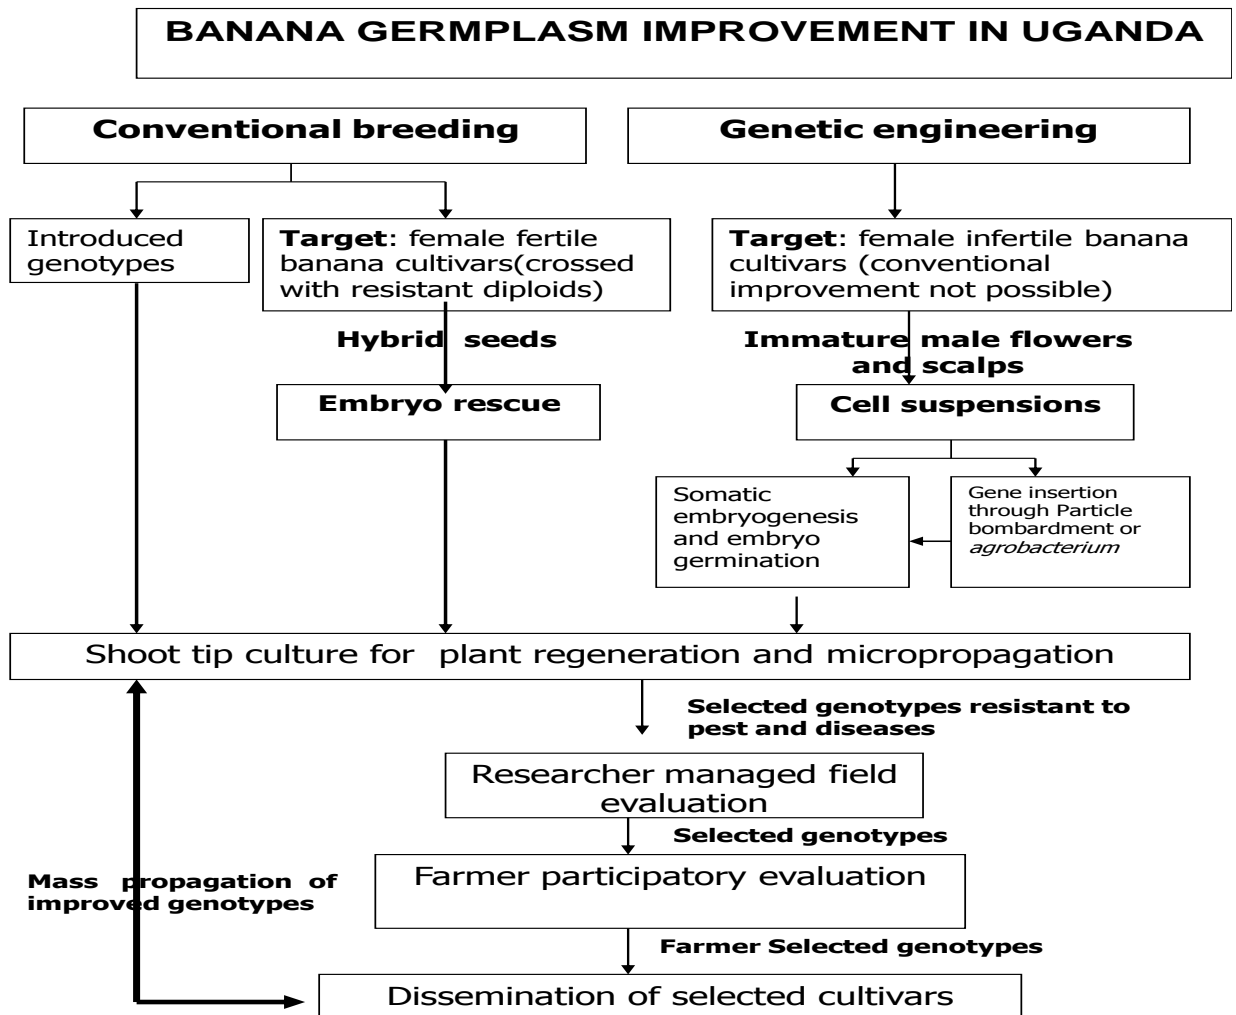 BANANA GERMPLASM IMPROVEMENT IN UGANDA
Conventional breeding
Genetic engineering
Introduced
genotypes
Target: female fertile
banana cultivars(crossed
with resistant diploids)
Target: female infertile banana
cultivars (conventional
improvement not possible)
Hybrid seeds
Immature male flowers
and scalps
Embryo rescue
Cell suspensions
Somatic
embryogenesis
and embryo
germination
Gene insertion
through Particle
bombardment or
agrobacterium
Shoot tip culture for plant regeneration and micropropagation
Selected genotypes resistant to
pest and diseases
Researcher managed field
evaluation
Selected genotypes
Mass propagation of
improved genotypes
Farmer participatory evaluation
Farmer Selected genotypes
Dissemination of selected cultivars